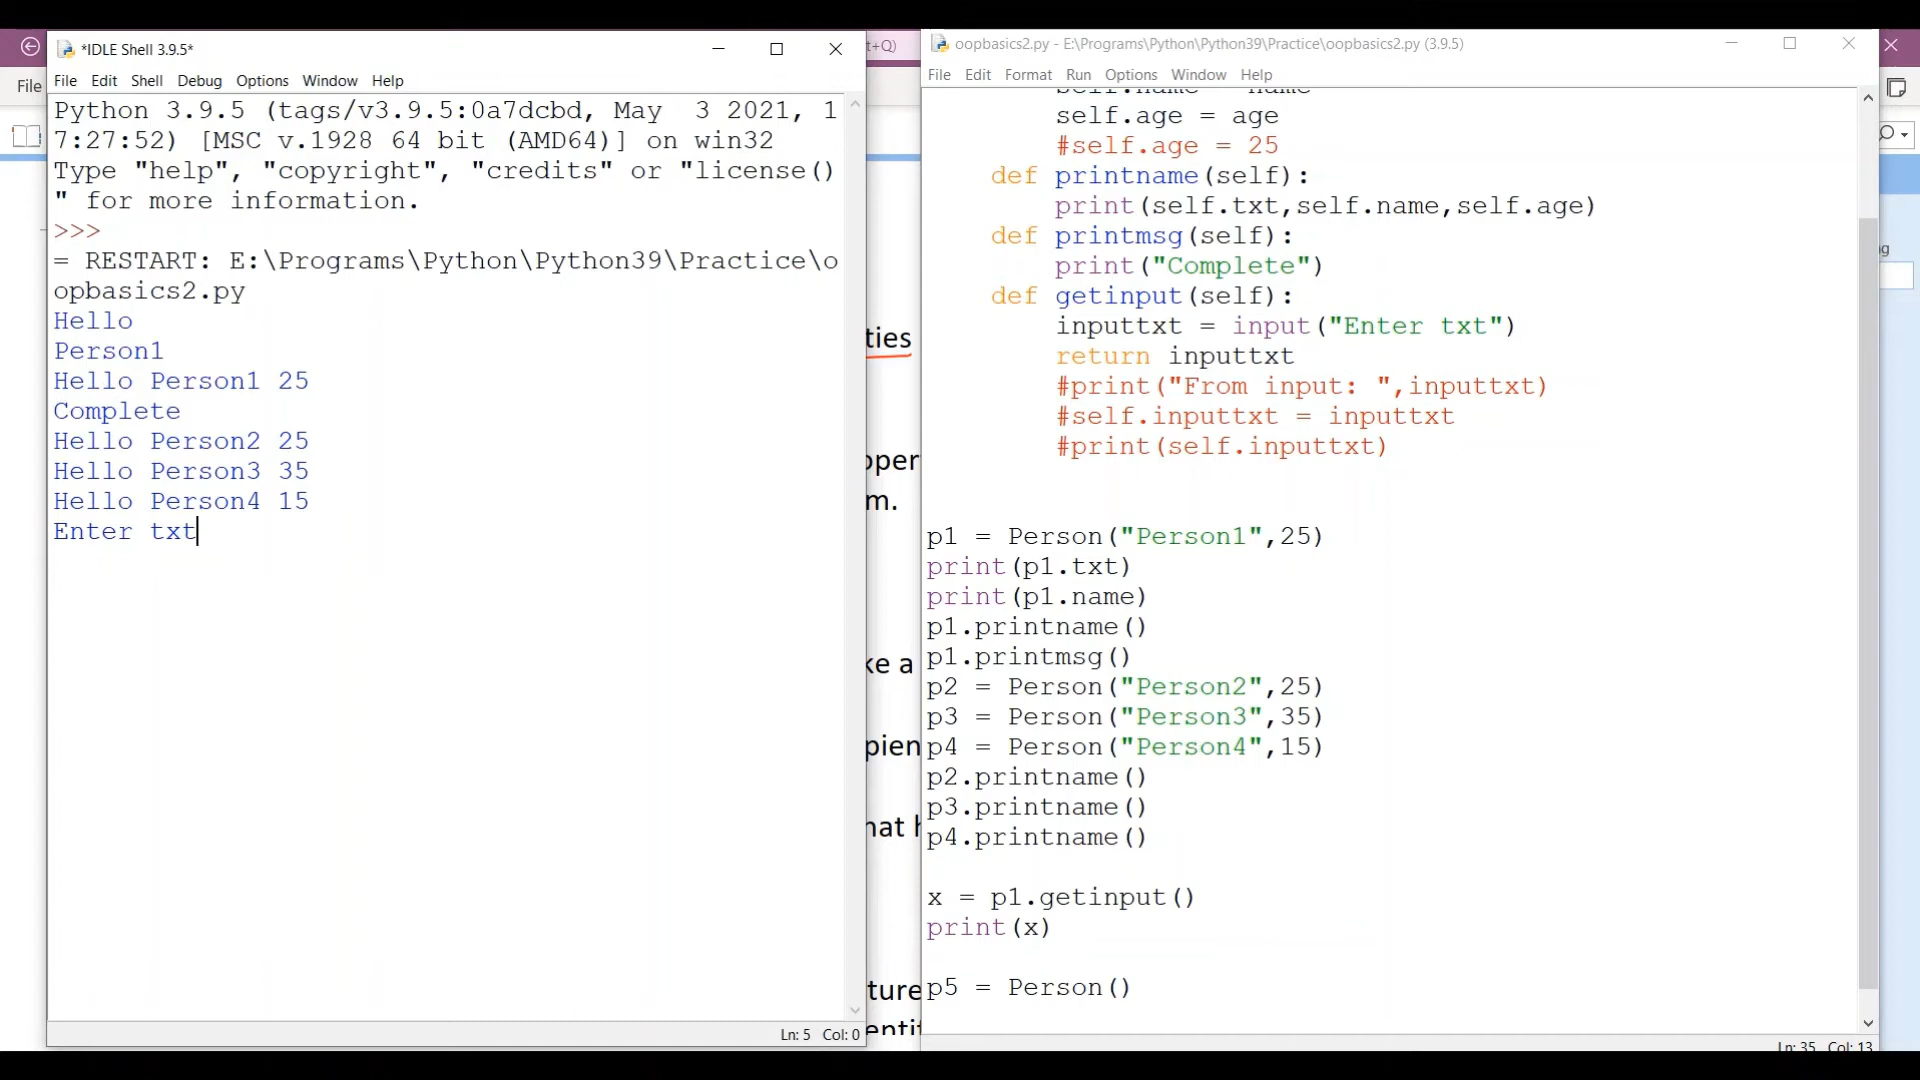 *IDLE Shell 3.9.5*
File Edit Shell Debug Options Window Help
Python 3.9.5 (tags/v3.9.5:0a7dcbd, May  3 2021, 1
7:27:52) [MSC v.1928 64 bit (AMD64)] on win32
Type "help", "copyright", "credits" or "license()
" for more information.
>>>
= RESTART: E:\Programs\Python\Python39\Practice\o
opbasics2.py
Hello
Person1
Hello Person1 25
Complete
Hello Person2 25
Hello Person3 35
Hello Person4 15
Enter txt
Ln: 5 Col: 0
File
t+Q)
ties
oper
m.
ke a
pien
hat h
ture
entif
oopbasics2.py - E:\Programs\Python\Python39\Practice\oopbasics2.py (3.9.5)
File Edit Format Run Options Window Help
self.name = name
self.age = age
#self.age = 25
def printname(self):
print(self.txt,self.name,self.age)
def printmsg(self):
print("Complete")
def getinput(self):
inputtxt = input("Enter txt")
return inputtxt
#print("From input: ",inputtxt)
#self.inputtxt = inputtxt
#print(self.inputtxt)
p1 = Person("Person1",25)
print(p1.txt)
print(p1.name)
p1.printname()
p1.printmsg()
p2 = Person("Person2",25)
p3 = Person("Person3",35)
p4 = Person("Person4",15)
p2.printname()
p3.printname()
p4.printname()
x = p1.getinput()
print(x)
p5 = Person()
Ln: 35 Col: 13